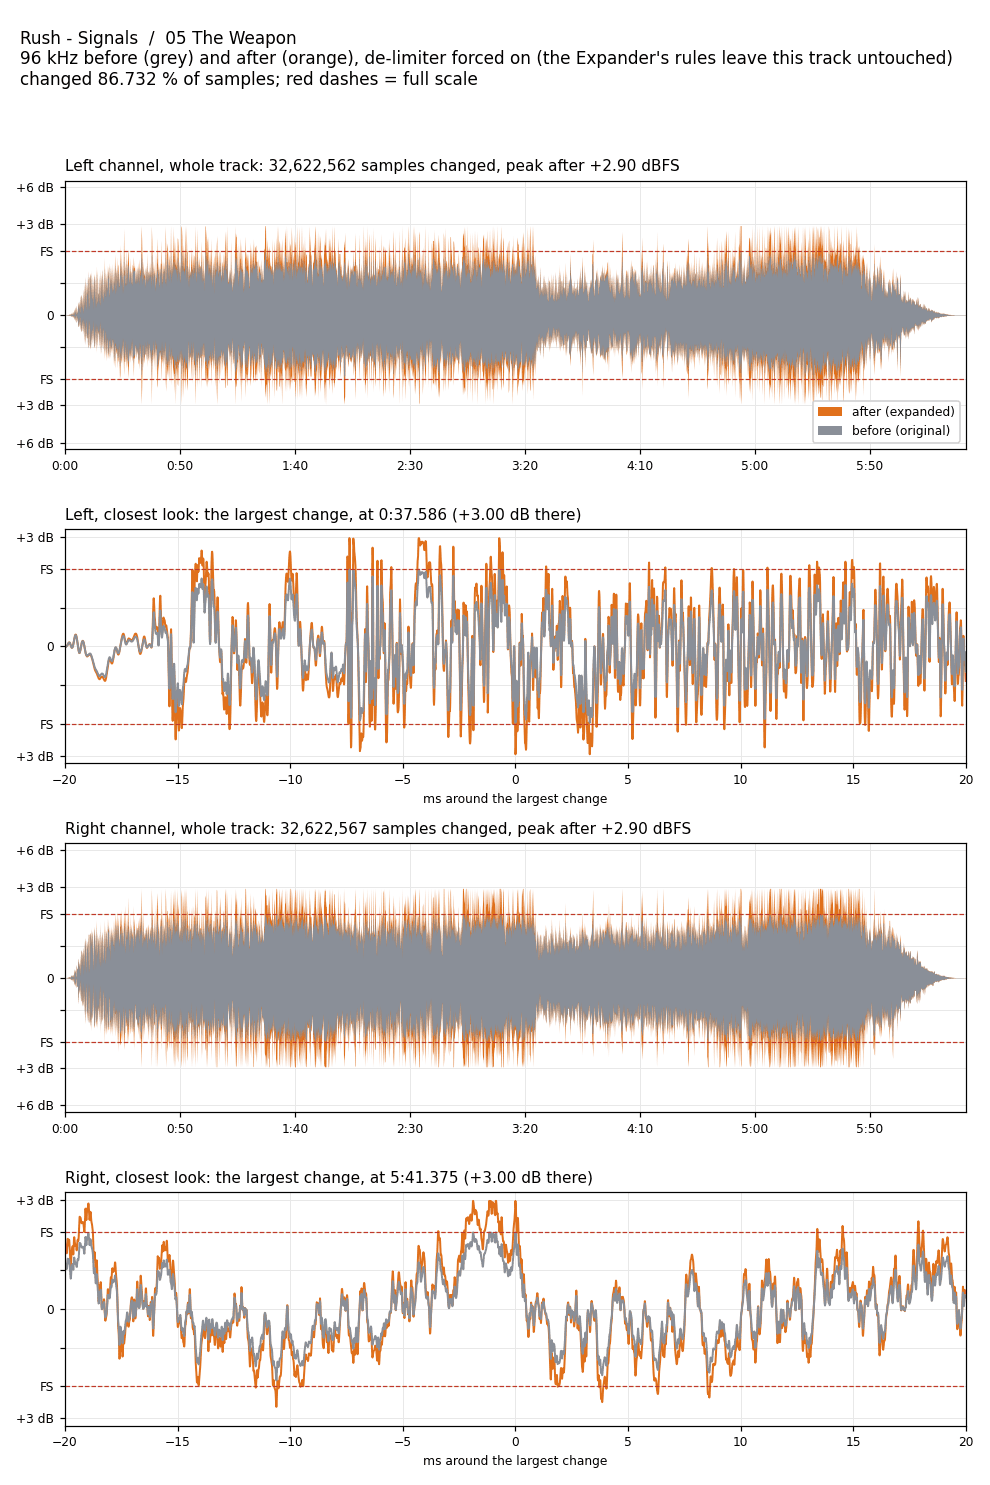 Rush - Signals  /  05 The Weapon
96 kHz before (grey) and after (orange), de-limiter forced on (the Expander's rules leave this track untouched)
changed 86.732 % of samples; red dashes = full scale
Left channel, whole track: 32,622,562 samples changed, peak after +2.90 dBFS
+6 dB
+3 dB
FS
0
FS
+3 dB
+6 dB
after (expanded)
before (original)
0:00 0:50 1:40 2:30 3:20 4:10 5:00 5:50
Left, closest look: the largest change, at 0:37.586 (+3.00 dB there)
+3 dB
FS
0
FS
+3 dB
−20 −15 −10 −5 0 5 10 15 20
ms around the largest change
Right channel, whole track: 32,622,567 samples changed, peak after +2.90 dBFS
+6 dB
+3 dB
FS
0
FS
+3 dB
+6 dB
0:00 0:50 1:40 2:30 3:20 4:10 5:00 5:50
Right, closest look: the largest change, at 5:41.375 (+3.00 dB there)
+3 dB
FS
0
FS
+3 dB
−20 −15 −10 −5 0 5 10 15 20
ms around the largest change